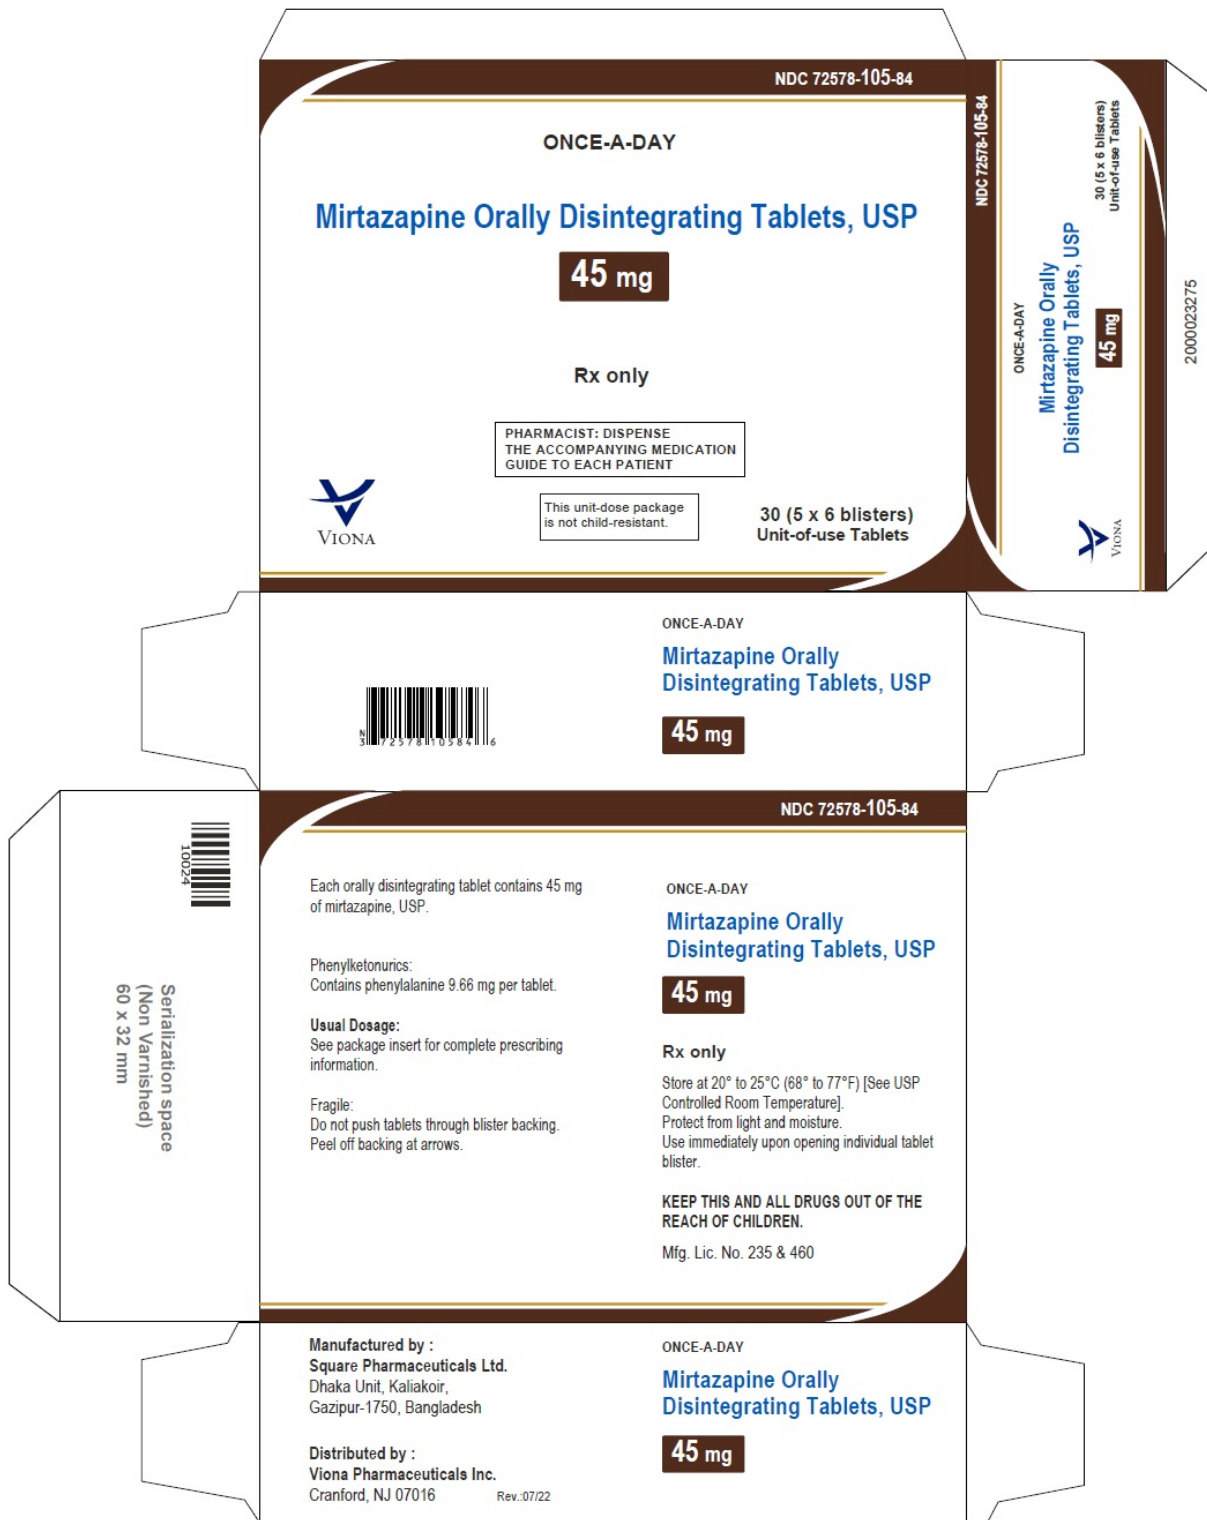 NDC 72578-105-84
ONCE-A-DAY
Mirtazapine Orally Disintegrating Tablets, USP
45 mg
Rx only
PHARMACIST: DISPENSE
THE ACCOMPANYING MEDICATION
GUIDE TO EACH PATIENT
This unit-dose package
is not child-resistant.
VIONA
30 (5 x 6 blisters)
Unit-of-use Tablets
NDC 72578-105-84
ONCE-A-DAY
Mirtazapine Orally
Disintegrating Tablets, USP
45 mg
30 (5 x 6 blisters)
Unit-of-use Tablets
VIONA
2000023275
N
3 72578 10584 6
ONCE-A-DAY
Mirtazapine Orally
Disintegrating Tablets, USP
45 mg
10024
Serialization space
(Non Varnished)
60 x 32 mm
NDC 72578-105-84
Each orally disintegrating tablet contains 45 mg
of mirtazapine, USP.
Phenylketonurics:
Contains phenylalanine 9.66 mg per tablet.
Usual Dosage:
See package insert for complete prescribing
information.
Fragile:
Do not push tablets through blister backing.
Peel off backing at arrows.
ONCE-A-DAY
Mirtazapine Orally
Disintegrating Tablets, USP
45 mg
Rx only
Store at 20° to 25°C (68° to 77°F) [See USP
Controlled Room Temperature].
Protect from light and moisture.
Use immediately upon opening individual tablet
blister.
KEEP THIS AND ALL DRUGS OUT OF THE
REACH OF CHILDREN.
Mfg. Lic. No. 235 & 460
Manufactured by :
Square Pharmaceuticals Ltd.
Dhaka Unit, Kaliakoir,
Gazipur-1750, Bangladesh
Distributed by :
Viona Pharmaceuticals Inc.
Cranford, NJ 07016
Rev.:07/22
ONCE-A-DAY
Mirtazapine Orally
Disintegrating Tablets, USP
45 mg